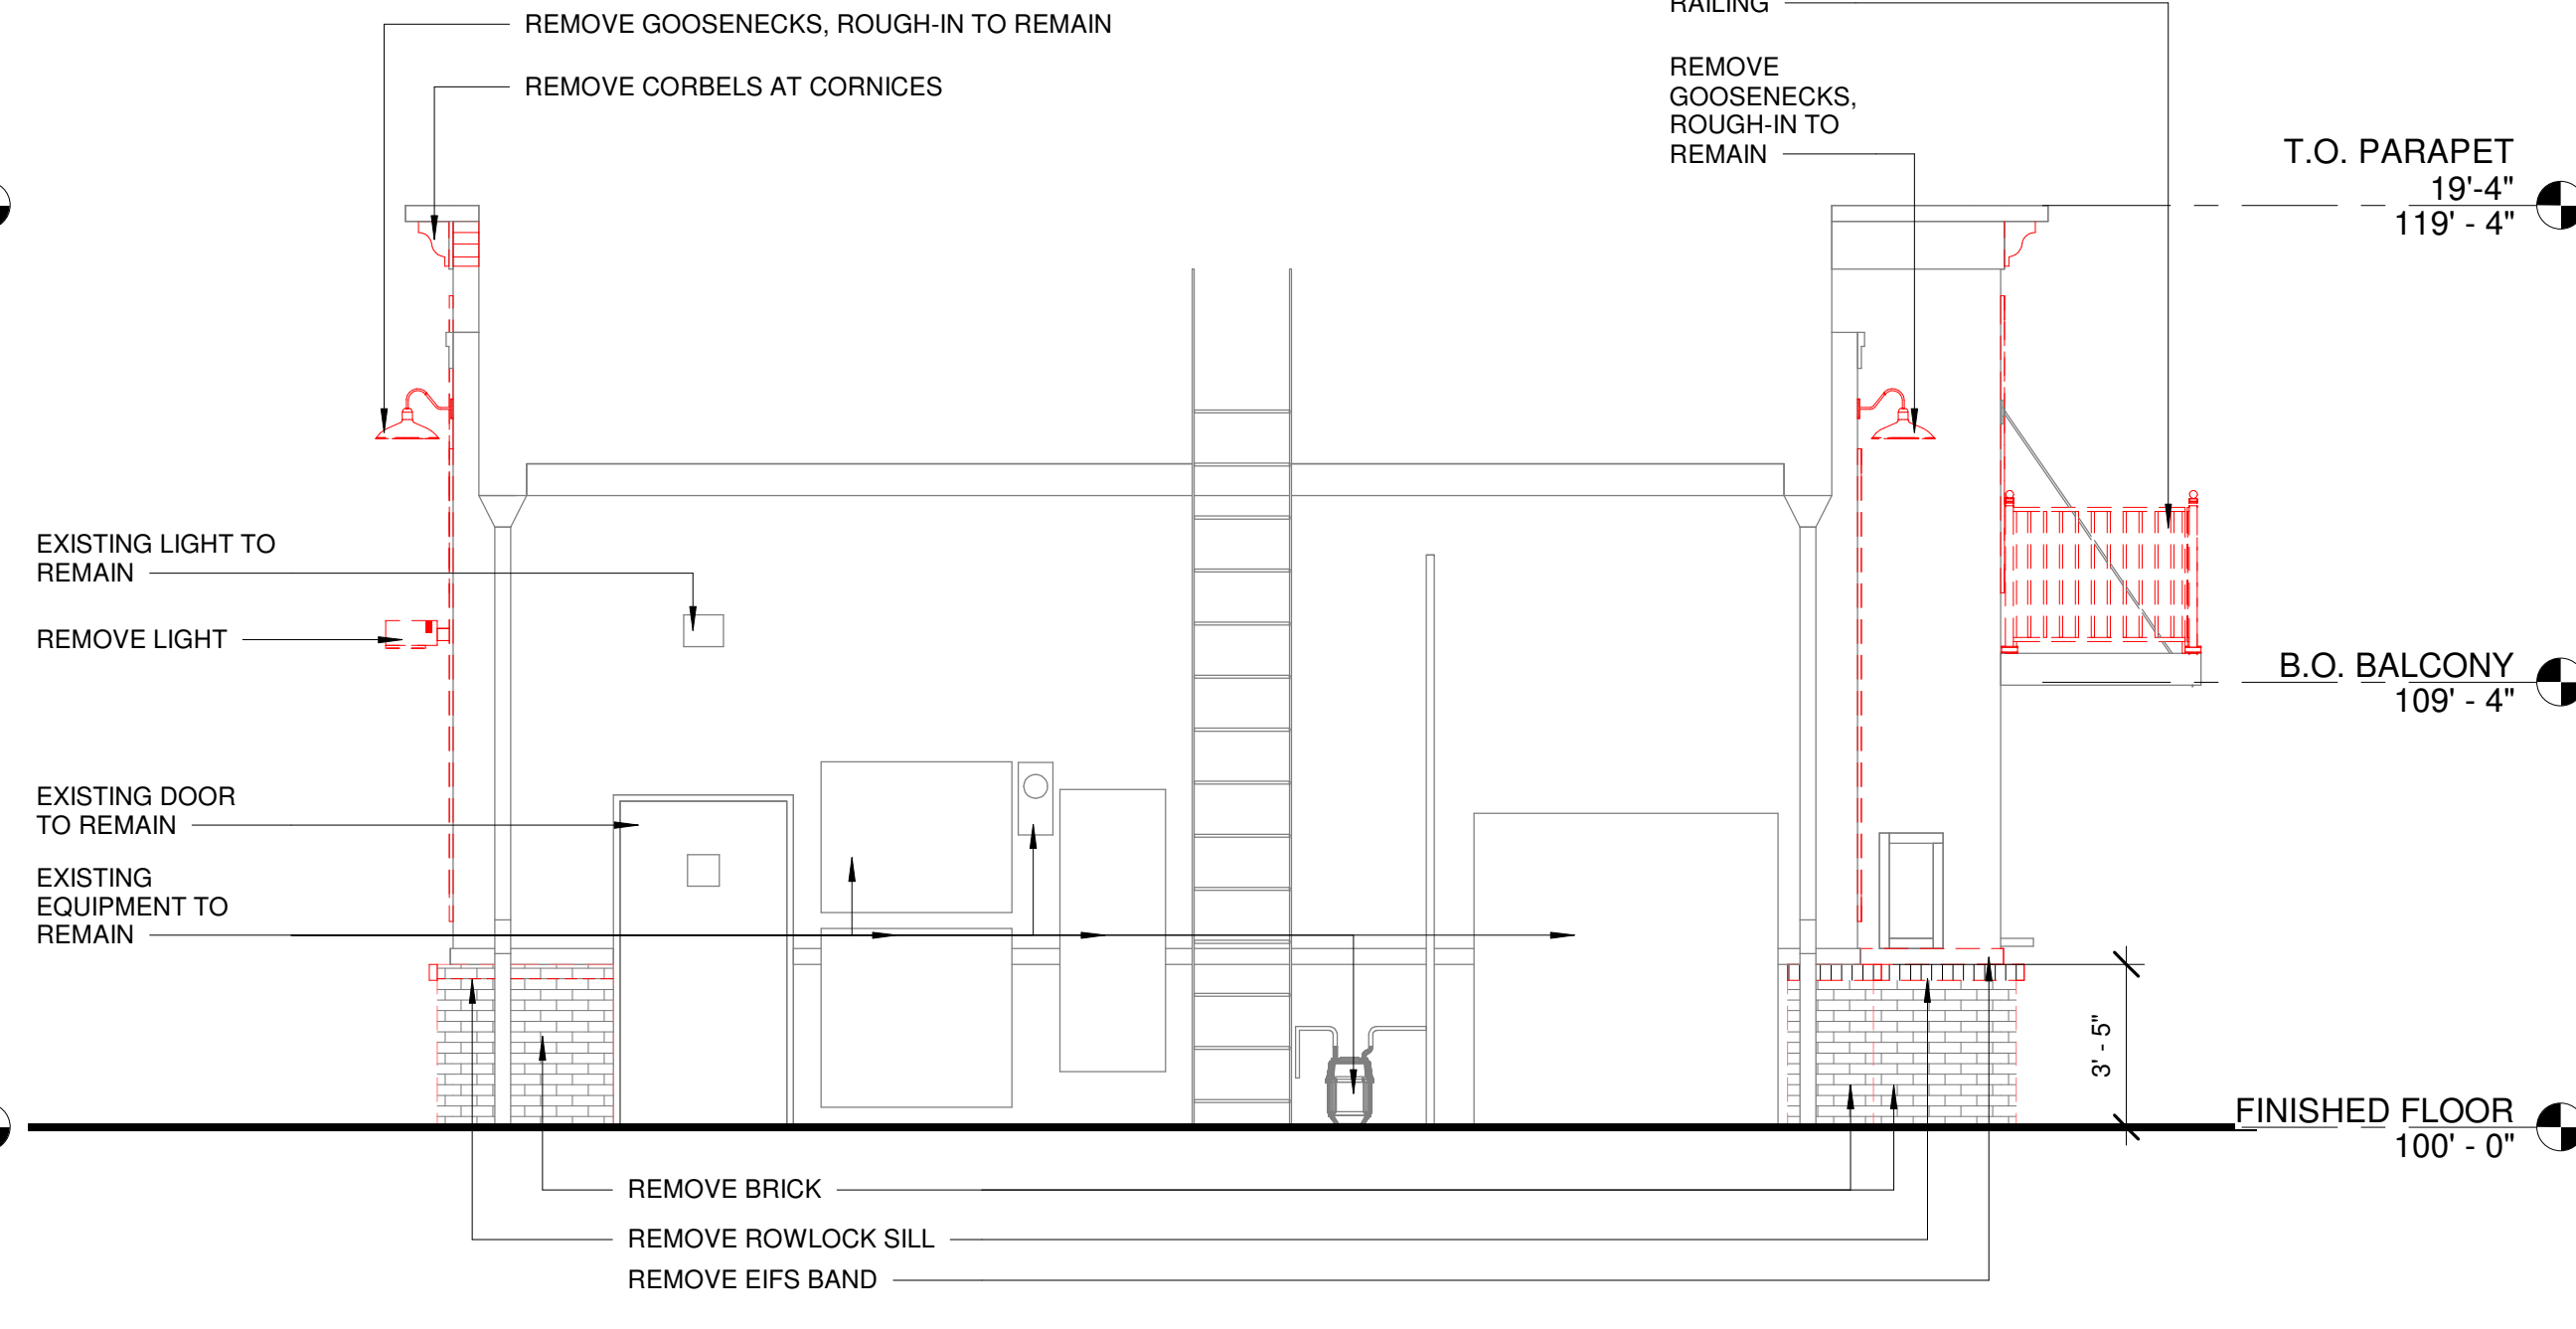 REMOVE GOOSENECKS, ROUGH-IN TO REMAIN
REMOVE CORBELS AT CORNICES
RAILING
REMOVE
GOOSENECKS,
ROUGH-IN TO
REMAIN
T.O. PARAPET
19'-4"
119' - 4"
EXISTING LIGHT TO
REMAIN
REMOVE LIGHT
B.O. BALCONY
109' - 4"
EXISTING DOOR
TO REMAIN
EXISTING
EQUIPMENT TO
REMAIN
3' - 5"
FINISHED FLOOR
100' - 0"
REMOVE BRICK
REMOVE ROWLOCK SILL
REMOVE EIFS BAND